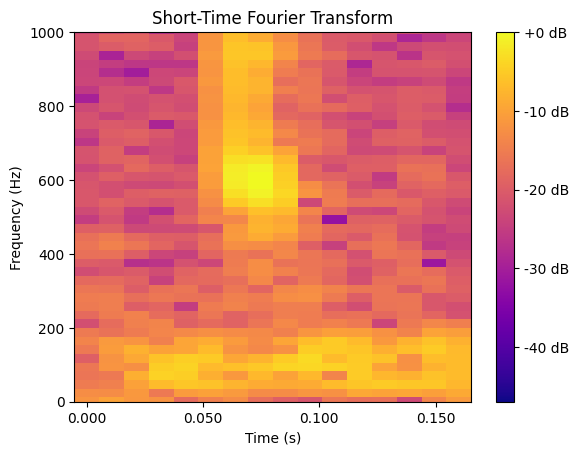 Short-Time Fourier Transform
1000
800
600
400
200
0
Frequency (Hz)
0.000
0.050
0.100
0.150
Time (s)
+0 dB
-10 dB
-20 dB
-30 dB
-40 dB